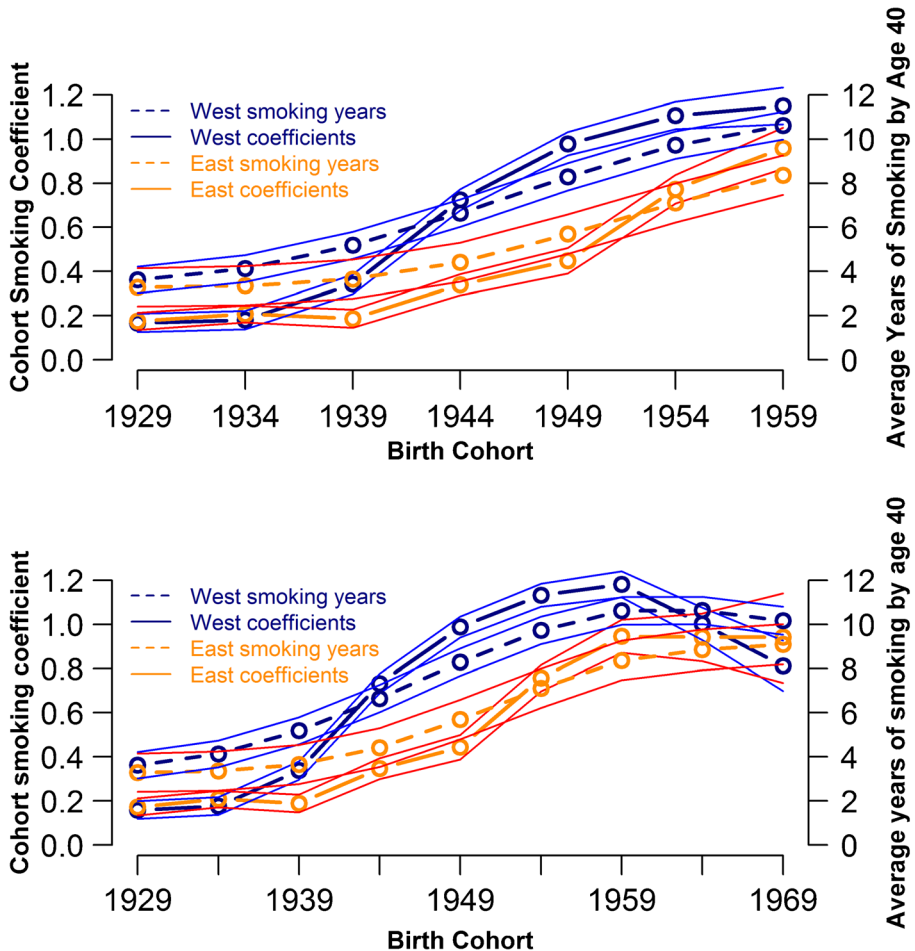 Cohort Smoking Coefficient
1.2
1.0
0.8
0.6
0.4
0.2
0.0
West smoking years
West coefficients
East smoking years
East coefficients
12
10
8
6
4
2
0
Average Years of Smoking by Age 40
1929 1934 1939 1944 1949 1954 1959
Birth Cohort
Cohort smoking coefficient
1.2
1.0
0.8
0.6
0.4
0.2
0.0
West smoking years
West coefficients
East smoking years
East coefficients
12
10
8
6
4
2
0
Average years of smoking by age 40
1929 1939 1949 1959 1969
Birth Cohort